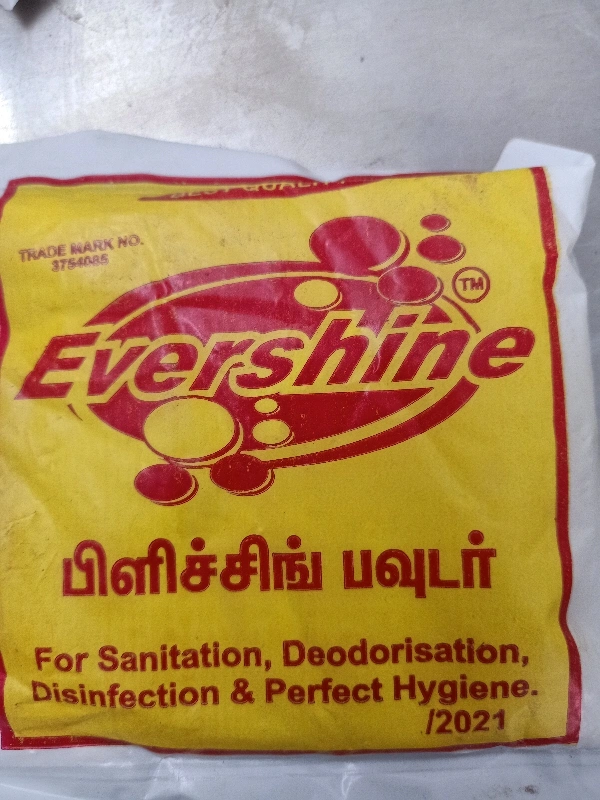 TRADE MARK NO.
3754085
TM
Evershine
பிளிச்சிங் பவுடர்
For Sanitation, Deodorisation,
Disinfection & Perfect Hygiene.
/2021